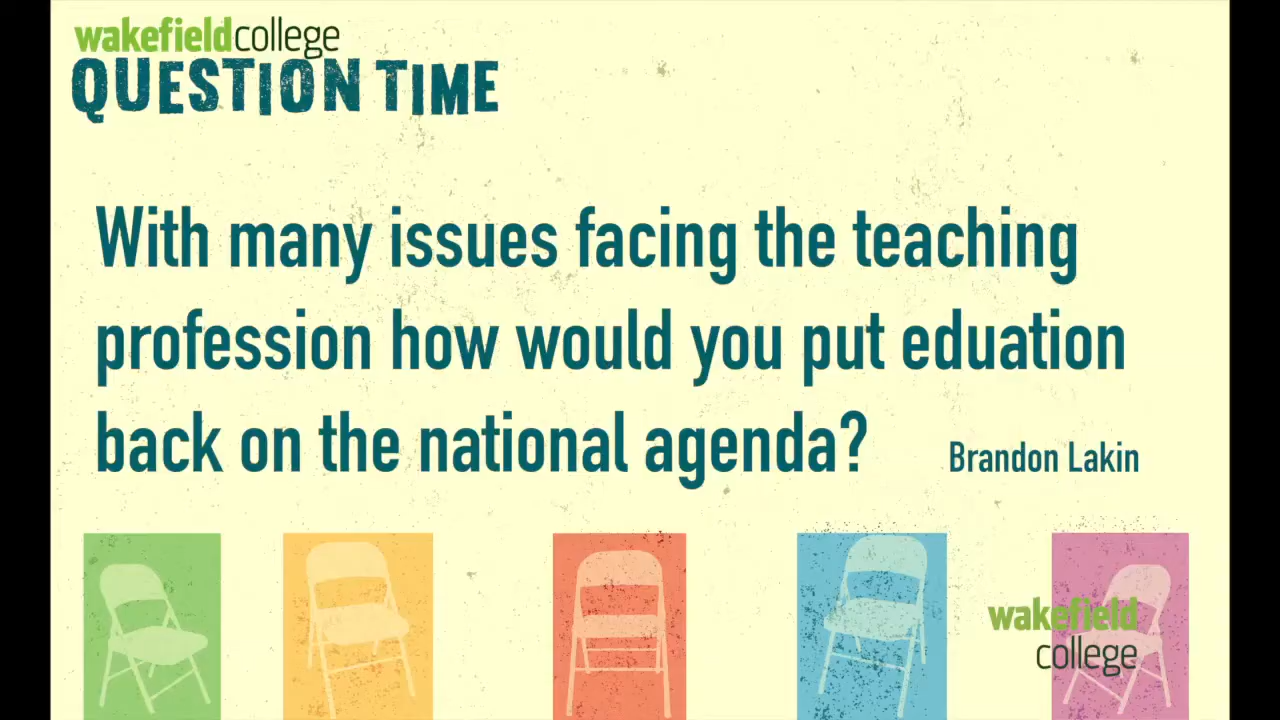 wakefieldcollege
QUESTION TIME
With many issues facing the teaching
profession how would you put eduation
back on the national agenda?
Brandon Lakin
wakefield
college